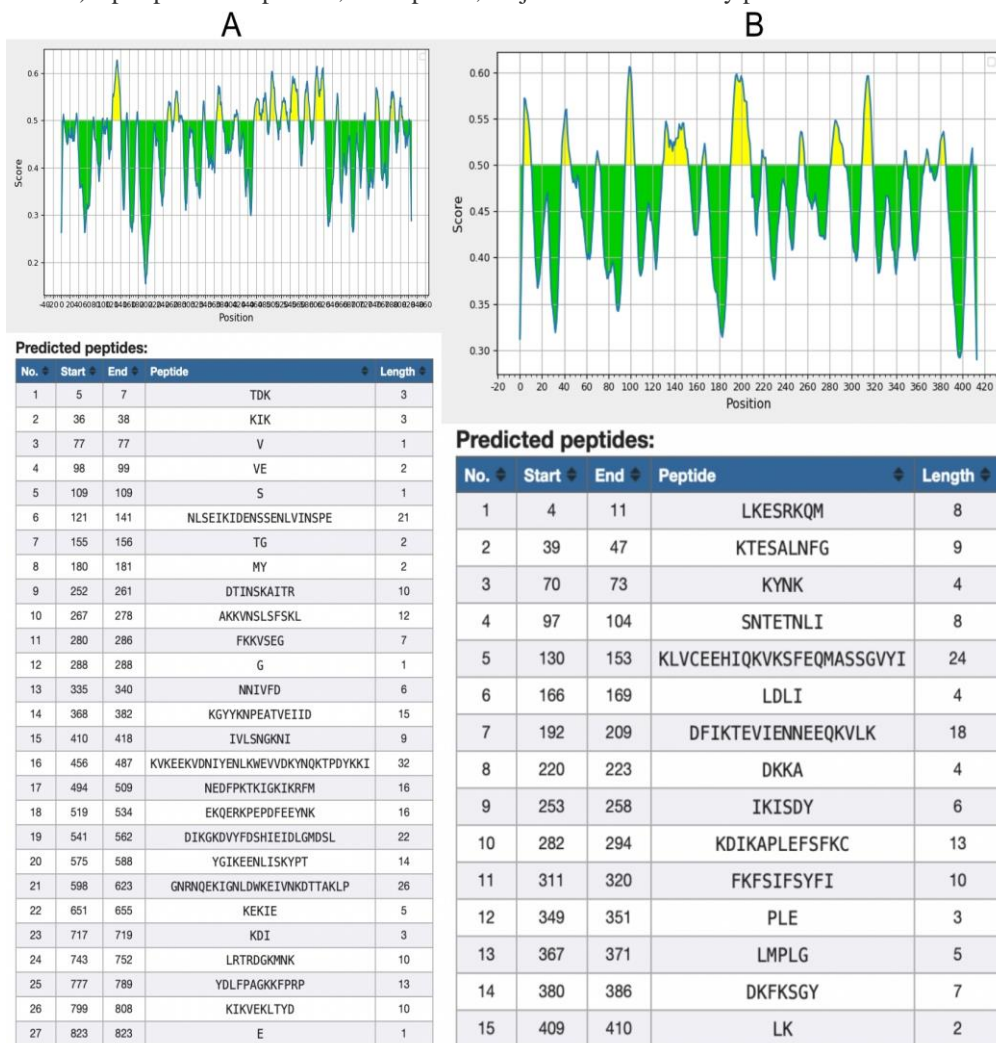 A
0.6
0.5
0.4
0.3
0.2
Score
Position
Predicted peptides:
No. Start End Peptide Length
1 5 7 TDK 3
2 36 38 KIK 3
3 77 77 V 1
4 98 99 VE 2
5 109 109 S 1
6 121 141 NLSEIKIDENSSENLVINSPE 21
7 155 156 TG 2
8 180 181 MY 2
9 252 261 DTINSKAITR 10
10 267 278 AKKVNSLSFSKL 12
11 280 286 FKKVSEG 7
12 288 288 G 1
13 335 340 NNIVFD 6
14 368 382 KGYYKNPEATVEIID 15
15 410 418 IVLSNGKNI 9
16 456 487 KVKEEKVDNIYENLKWEVVDKYNQKTPDYKKI 32
17 494 509 NEDFPKTKIGKIKRFM 16
18 519 534 EKQERKPEPDFEEYNK 16
19 541 562 DIKGKDVYFDSHIEIDLGMDSL 22
20 575 588 YGIKEENLISKYPT 14
21 598 623 GNRNQEKIGNLDWKEIVNKDTTAKLP 26
22 651 655 KEKIE 5
23 717 719 KDI 3
24 743 752 LRTRDGKMNK 10
25 777 789 YDLFPAGKKFPRP 13
26 799 808 KIKVEKLTYD 10
27 823 823 E 1
B
0.60
0.55
0.50
0.45
0.40
0.35
0.30
Score
-20 0 20 40 60 80 100 120 140 160 180 200 220 240 260 280 300 320 340 360 380 400 420
Position
Predicted peptides:
No. Start End Peptide Length
1 4 11 LKESRKQM 8
2 39 47 KTESALNFG 9
3 70 73 KYNK 4
4 97 104 SNTETNLI 8
5 130 153 KLVCEEHIQKVKSFEQMASSGVYI 24
6 166 169 LDLI 4
7 192 209 DFIKTEVIENNEEQKVLK 18
8 220 223 DKKA 4
9 253 258 IKISDY 6
10 282 294 KDIKAPLEFSFKC 13
11 311 320 FKFSIFSYFI 10
12 349 351 PLE 3
13 367 371 LMPLG 5
14 380 386 DKFKSGY 7
15 409 410 LK 2